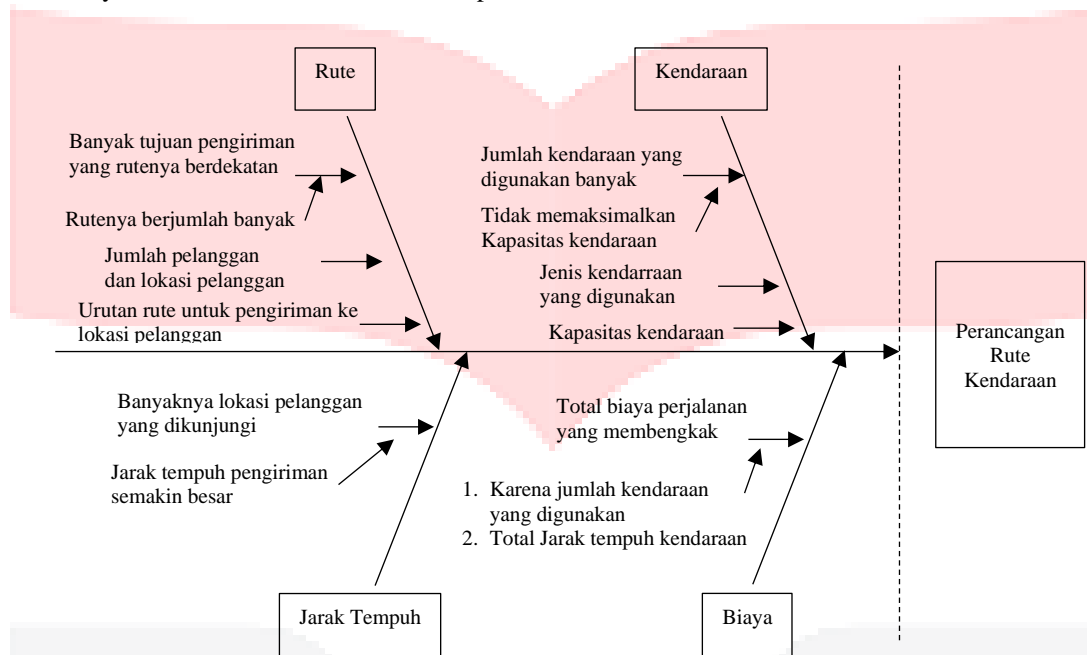 Rute
Kendaraan
Banyak tujuan pengiriman
yang rutenya berdekatan
Rutenya berjumlah banyak
Jumlah pelanggan
dan lokasi pelanggan
Urutan rute untuk pengiriman ke
lokasi pelanggan
Jumlah kendaraan yang
digunakan banyak
Tidak memaksimalkan
Kapasitas kendaraan
Jenis kendarraan
yang digunakan
Kapasitas kendaraan
Perancangan
Rute
Kendaraan
Banyaknya lokasi pelanggan
yang dikunjungi
Jarak tempuh pengiriman
semakin besar
Total biaya perjalanan
yang membengkak
1. Karena jumlah kendaraan
yang digunakan
2. Total Jarak tempuh kendaraan
Jarak Tempuh
Biaya